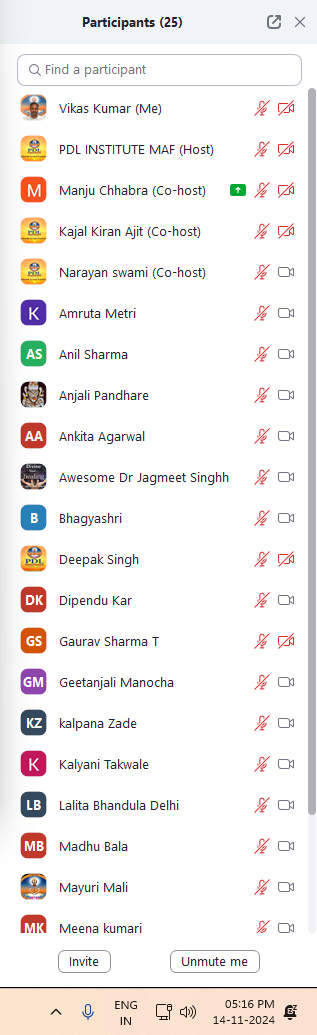 Participants (25)
Find a participant
Vikas Kumar (Me)
PDL PDL INSTITUTE MAF (Host)
M Manju Chhabra (Co-host)
PDL Kajal Kiran Ajit (Co-host)
PDL Narayan swami (Co-host)
K Amruta Metri
AS Anil Sharma
Anjali Pandhare
AA Ankita Agarwal
Awesome Dr Jagmeet Singhh
B Bhagyashri
PDL Deepak Singh
DK Dipendu Kar
GS Gaurav Sharma T
GM Geetanjali Manocha
KZ kalpana Zade
K Kalyani Takwale
LB Lalita Bhandula Delhi
MB Madhu Bala
Mayuri Mali
MK Meena kumari
Invite Unmute me
ENG 05:16 PM
IN 14-11-2024